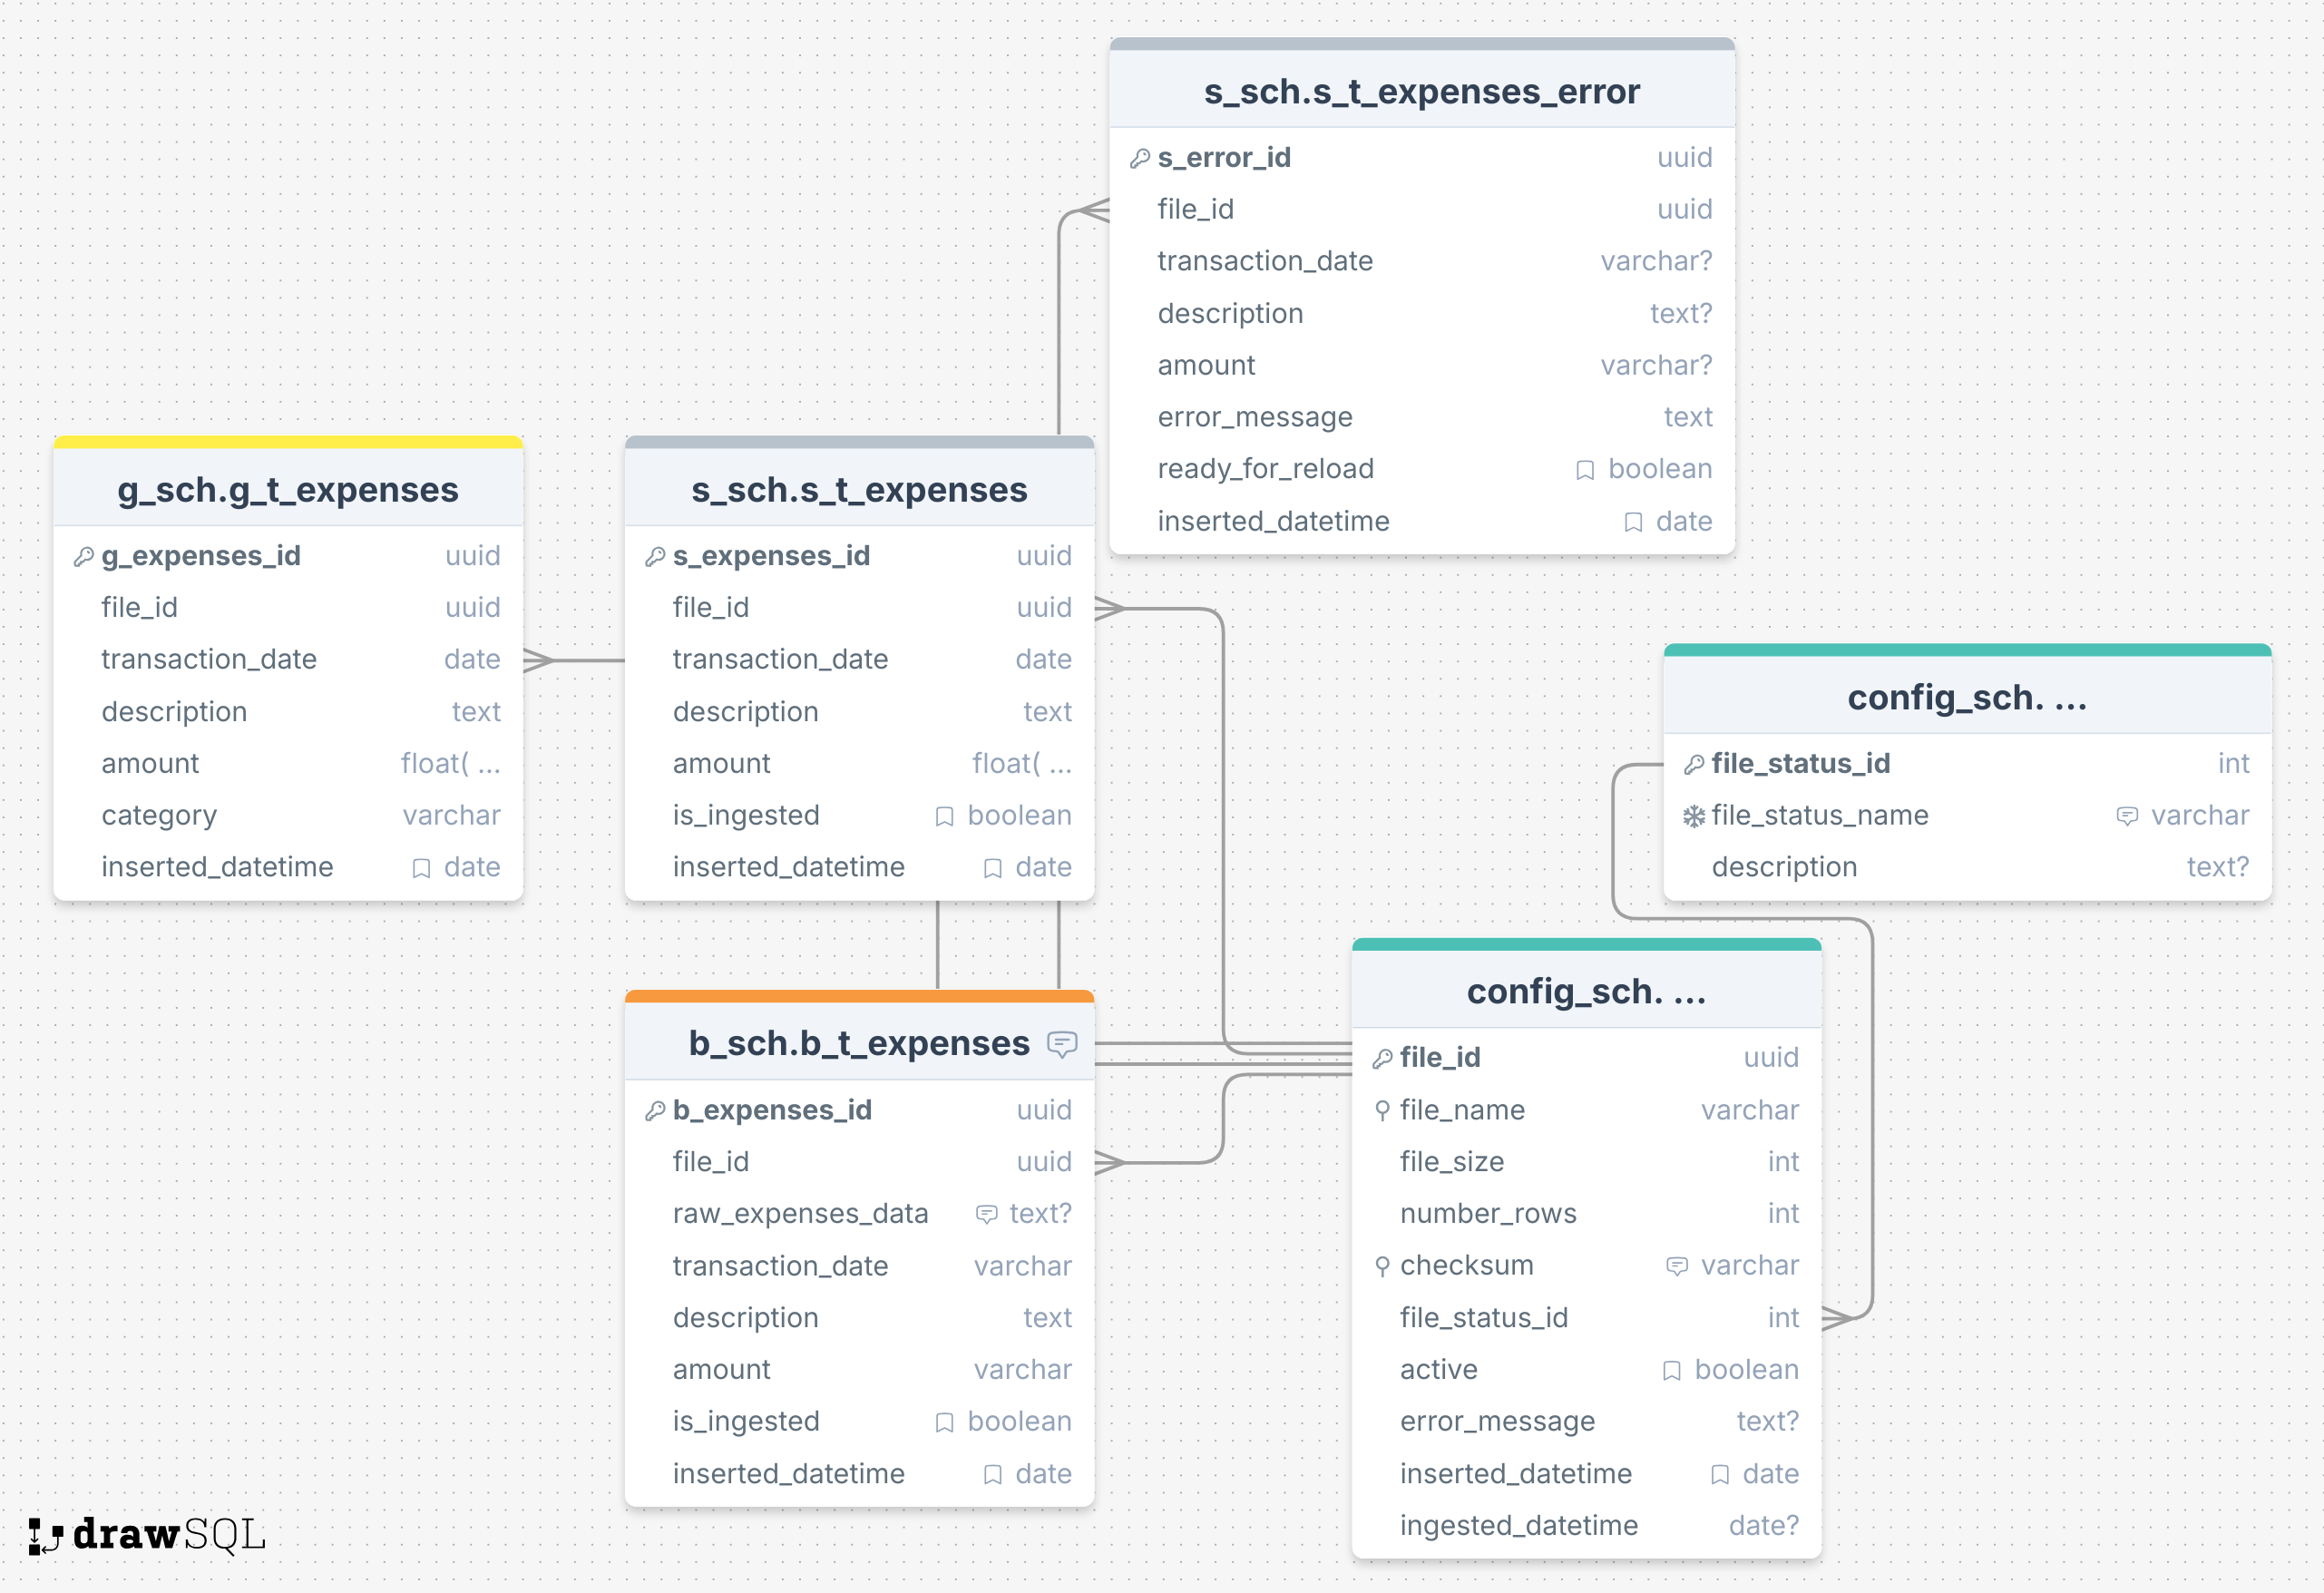 s_sch.s_t_expenses_error
s_error_id uuid
file_id uuid
transaction_date varchar?
description text?
amount varchar?
error_message text
ready_for_reload boolean
inserted_datetime date
g_sch.g_t_expenses
g_expenses_id uuid
file_id uuid
transaction_date date
description text
amount float( ...
category varchar
inserted_datetime date
s_sch.s_t_expenses
s_expenses_id uuid
file_id uuid
transaction_date date
description text
amount float( ...
is_ingested boolean
inserted_datetime date
config_sch. ...
file_status_id int
file_status_name varchar
description text?
b_sch.b_t_expenses
b_expenses_id uuid
file_id uuid
raw_expenses_data text?
transaction_date varchar
description text
amount varchar
is_ingested boolean
inserted_datetime date
config_sch. ...
file_id uuid
file_name varchar
file_size int
number_rows int
checksum varchar
file_status_id int
active boolean
error_message text?
inserted_datetime date
ingested_datetime date?
drawSQL